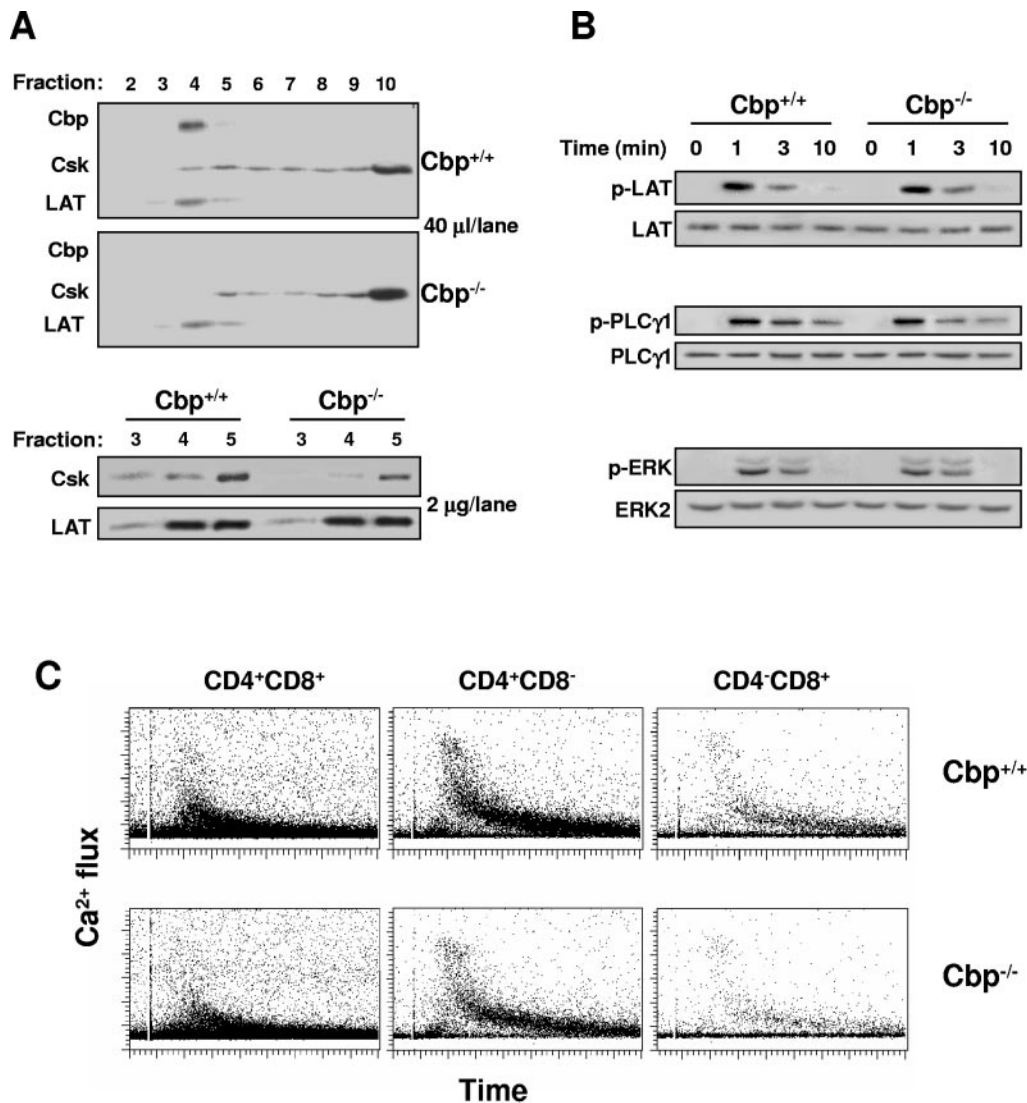 A
Fraction: 2 3 4 5 6 7 8 9 10
Cbp
Csk
LAT
Cbp+/+
40 μl/lane
Cbp
Csk
LAT
Cbp-/-
Cbp+/+ Cbp-/-
Fraction: 3 4 5 3 4 5
Csk
LAT
2 μg/lane
B
Cbp+/+ Cbp-/-
Time (min) 0 1 3 10 0 1 3 10
p-LAT
LAT
p-PLCγ1
PLCγ1
p-ERK
ERK2
C
CD4+CD8+ CD4+CD8- CD4-CD8+
Cbp+/+
Cbp-/-
Ca2+ flux
Time